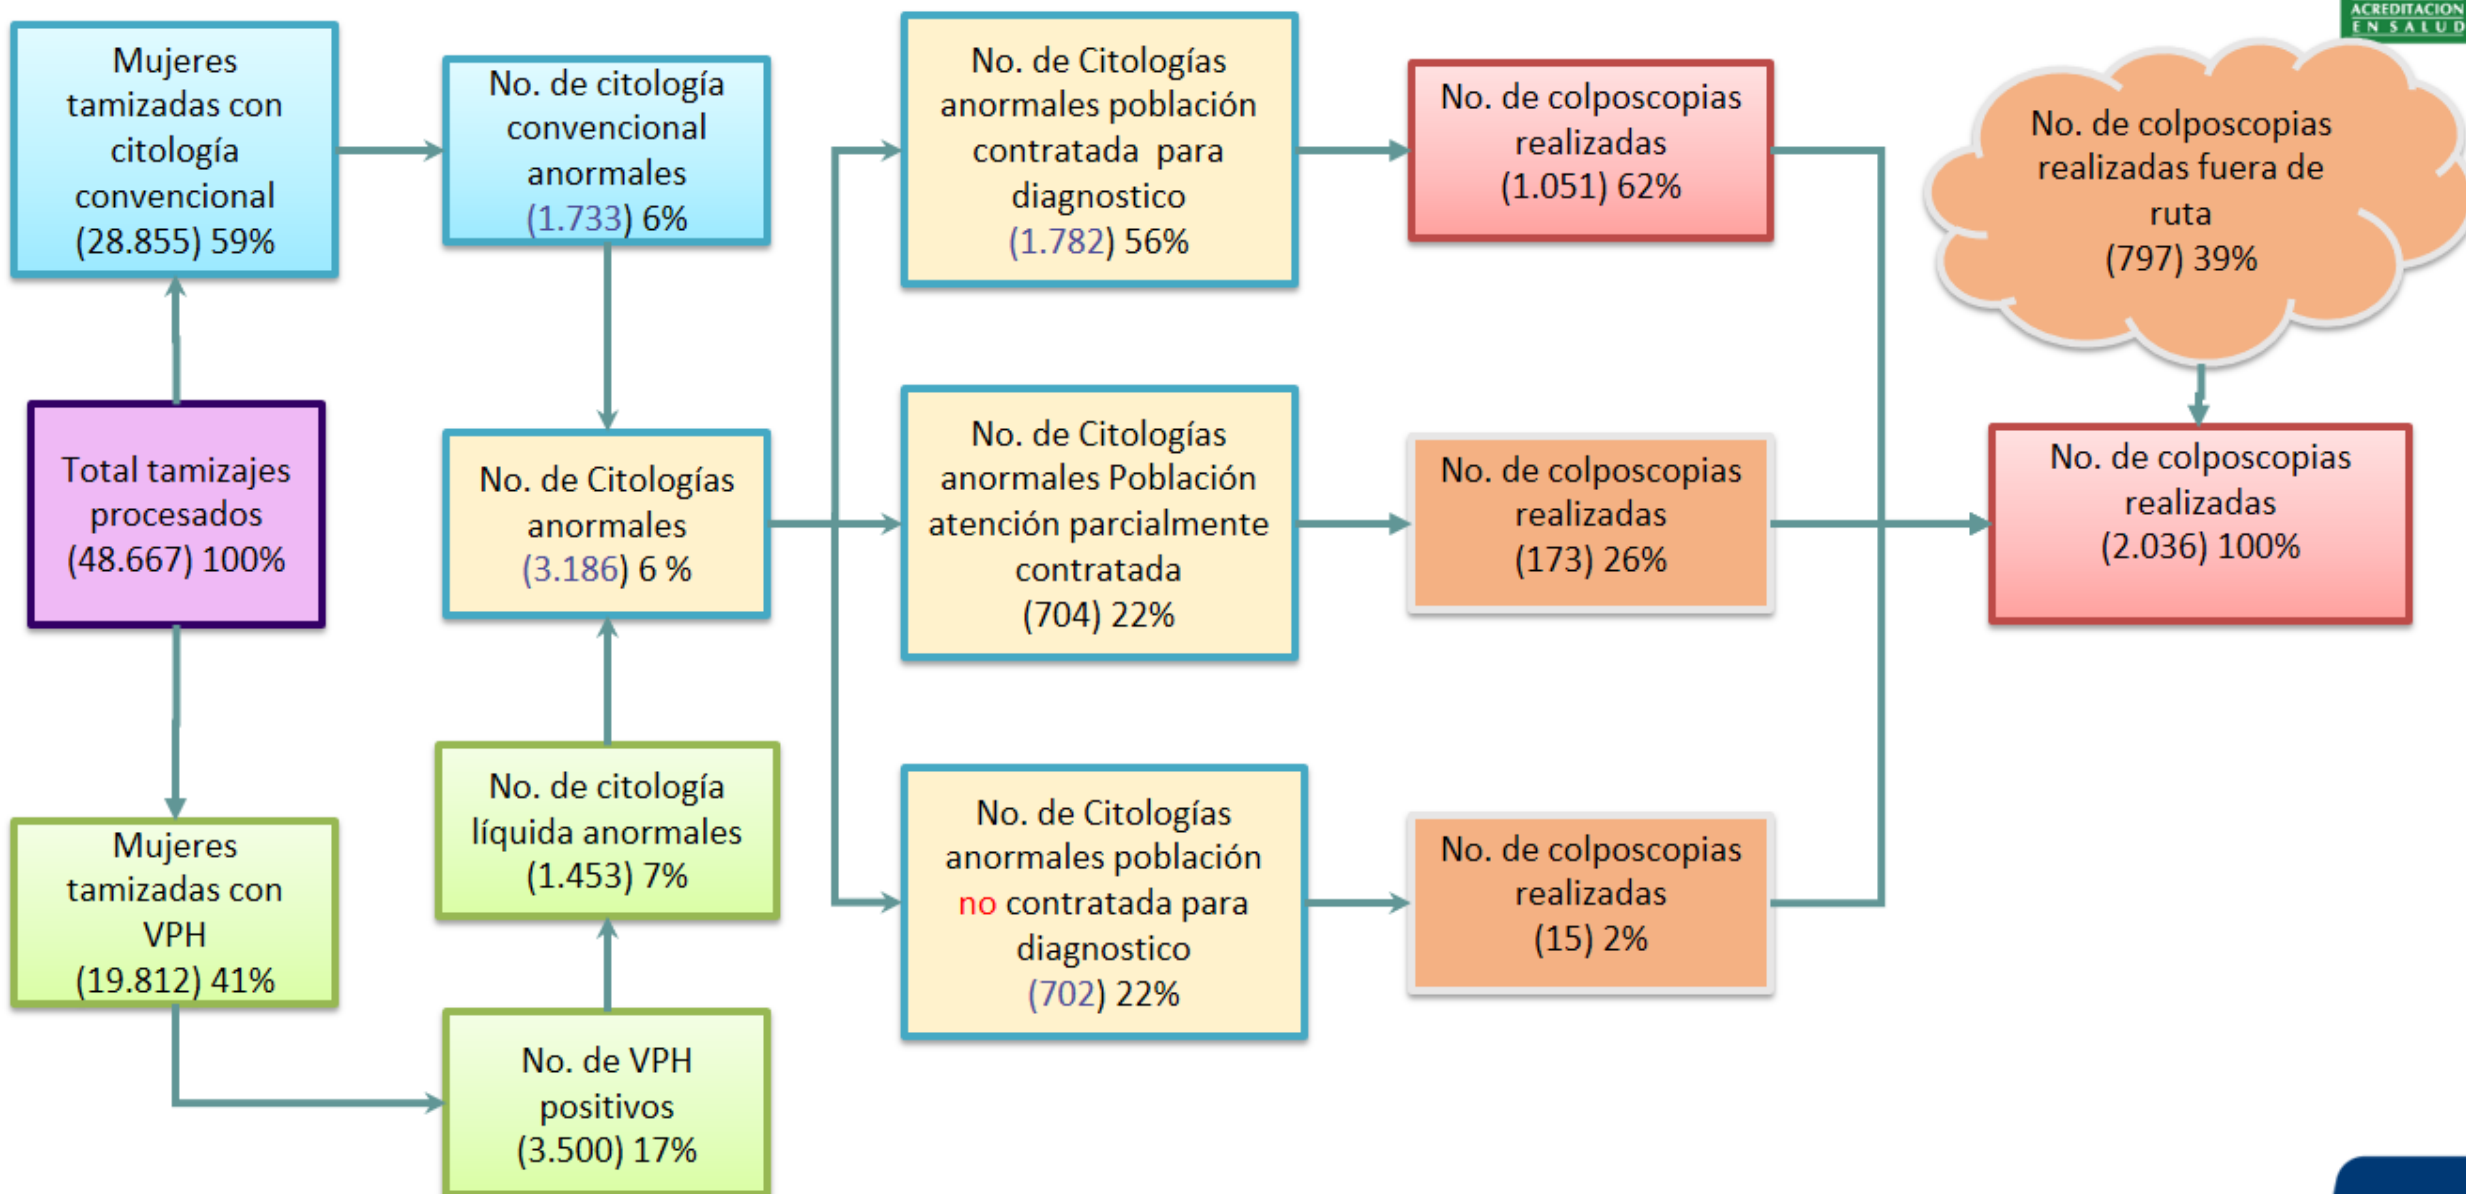 ACREDITACION
EN SALUD
Mujeres
tamizadas con
citología
convencional
(28.855) 59%
No. de citología
convencional
anormales
(1.733) 6%
No. de Citologías
anormales población
contratada para
diagnostico
(1.782) 56%
No. de colposcopias
realizadas
(1.051) 62%
No. de colposcopias
realizadas fuera de
ruta
(797) 39%
Total tamizajes
procesados
(48.667) 100%
No. de Citologías
anormales
(3.186) 6 %
No. de Citologías
anormales Población
atención parcialmente
contratada
(704) 22%
No. de colposcopias
realizadas
(173) 26%
No. de colposcopias
realizadas
(2.036) 100%
Mujeres
tamizadas con
VPH
(19.812) 41%
No. de citología
líquida anormales
(1.453) 7%
No. de Citologías
anormales población
no contratada para
diagnostico
(702) 22%
No. de colposcopias
realizadas
(15) 2%
No. de VPH
positivos
(3.500) 17%